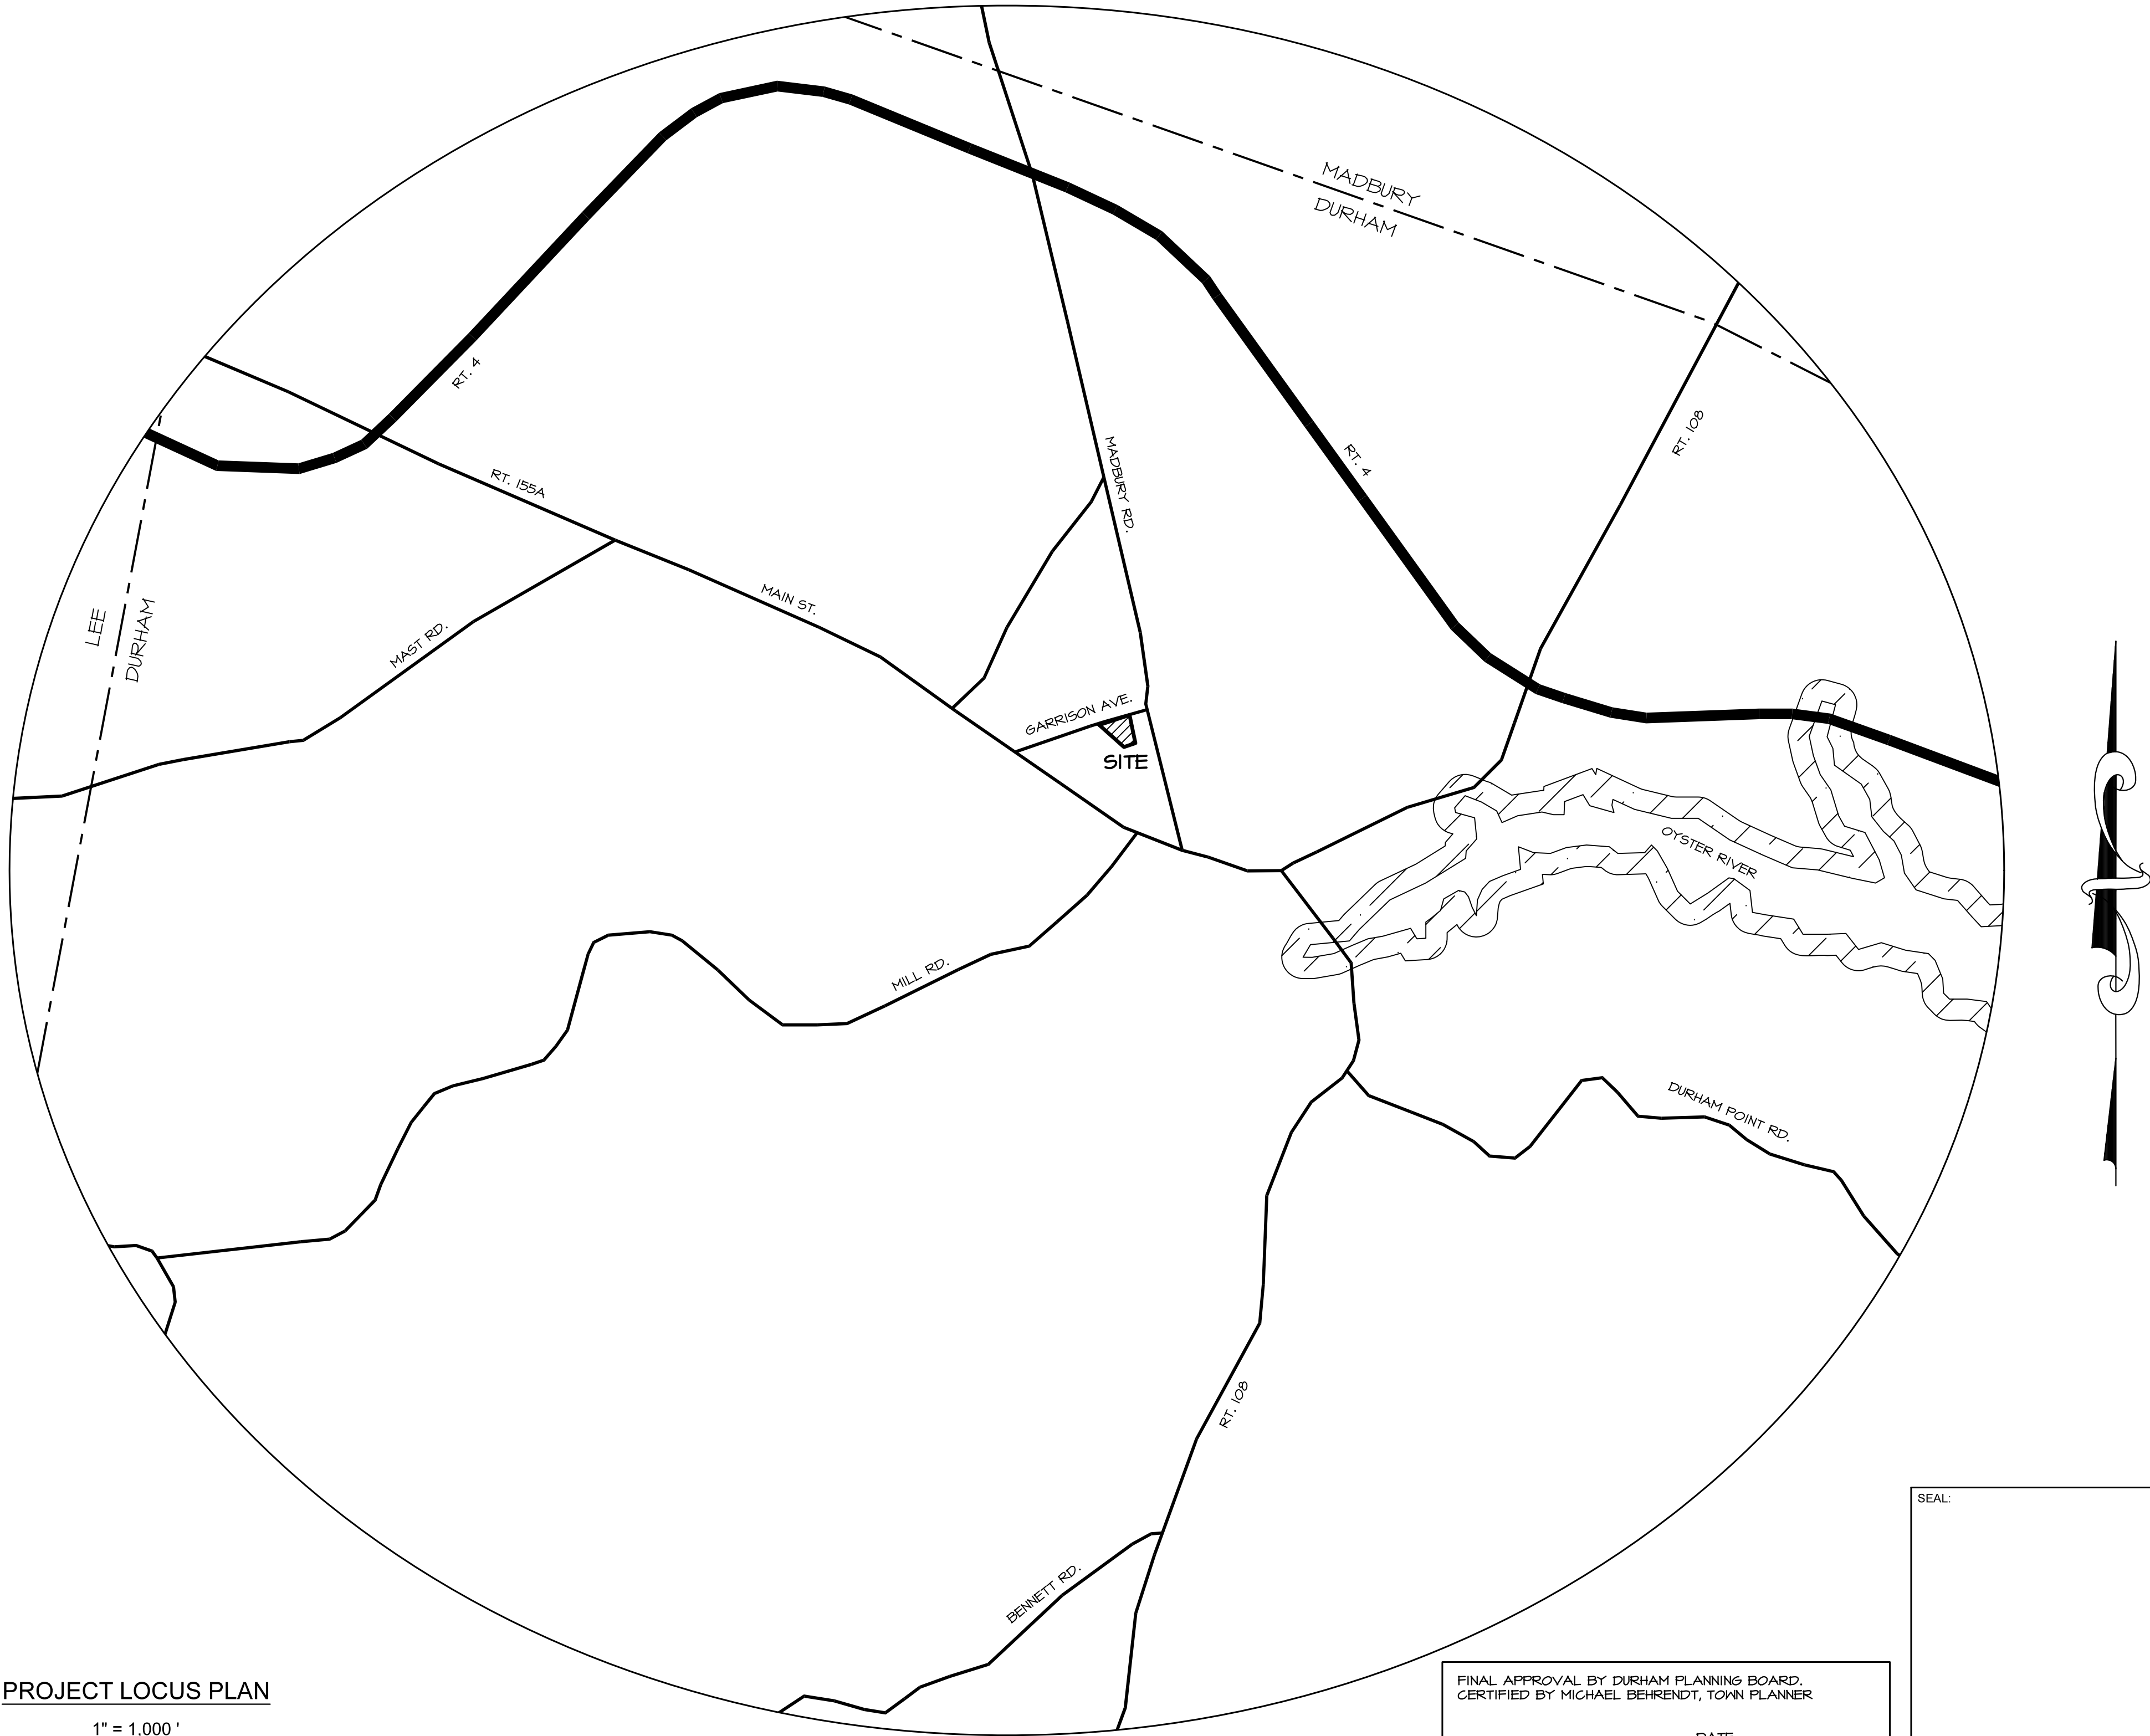 MADBURY
DURHAM
RT. 4
RT. 155A
MADBURY RD.
RT. 4
RT. 108
LEE
DURHAM
MAST RD.
MAIN ST.
GARRISON AVE.
SITE
OYSTER RIVER
MILL RD.
DURHAM POINT RD.
RT. 108
BENNETT RD.
SEAL:
PROJECT LOCUS PLAN
1" = 1,000 '
FINAL APPROVAL BY DURHAM PLANNING BOARD.
CERTIFIED BY MICHAEL BEHRENDT, TOWN PLANNER
DATE